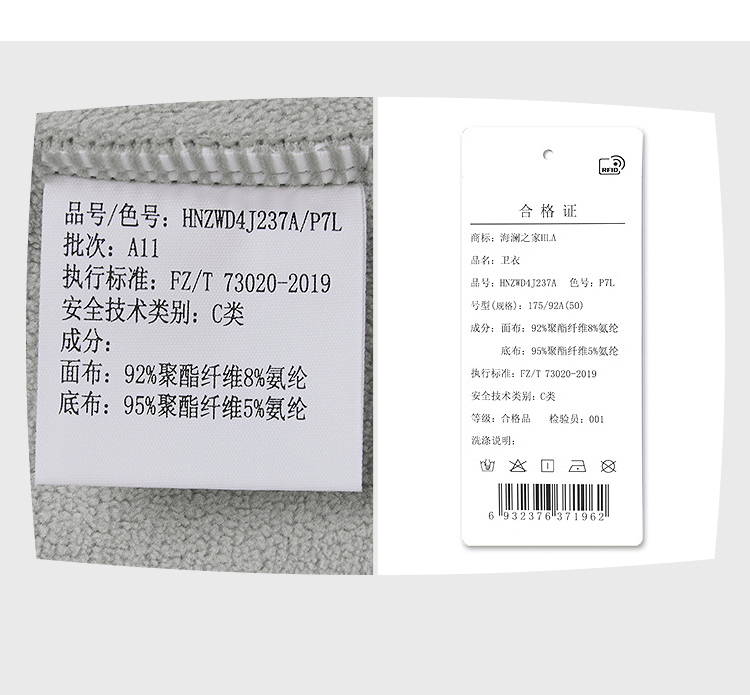 品号/色号: HNZWD4J237A/P7L
批次: A11
执行标准: FZ/T 73020-2019
安全技术类别: C类
成分:
面布: 92%聚酯纤维8%氨纶
底布: 95%聚酯纤维5%氨纶
RFID
合格证
商标: 海澜之家HLA
品名: 卫衣
品号: HNZWD4J237A 色号: P7L
号型(规格): 175/92A(50)
成分: 面布: 92%聚酯纤维8%氨纶
底布: 95%聚酯纤维5%氨纶
执行标准: FZ/T 73020-2019
安全技术类别: C类
等级: 合格品 检验员: 001
洗涤说明:
6 932376 371962